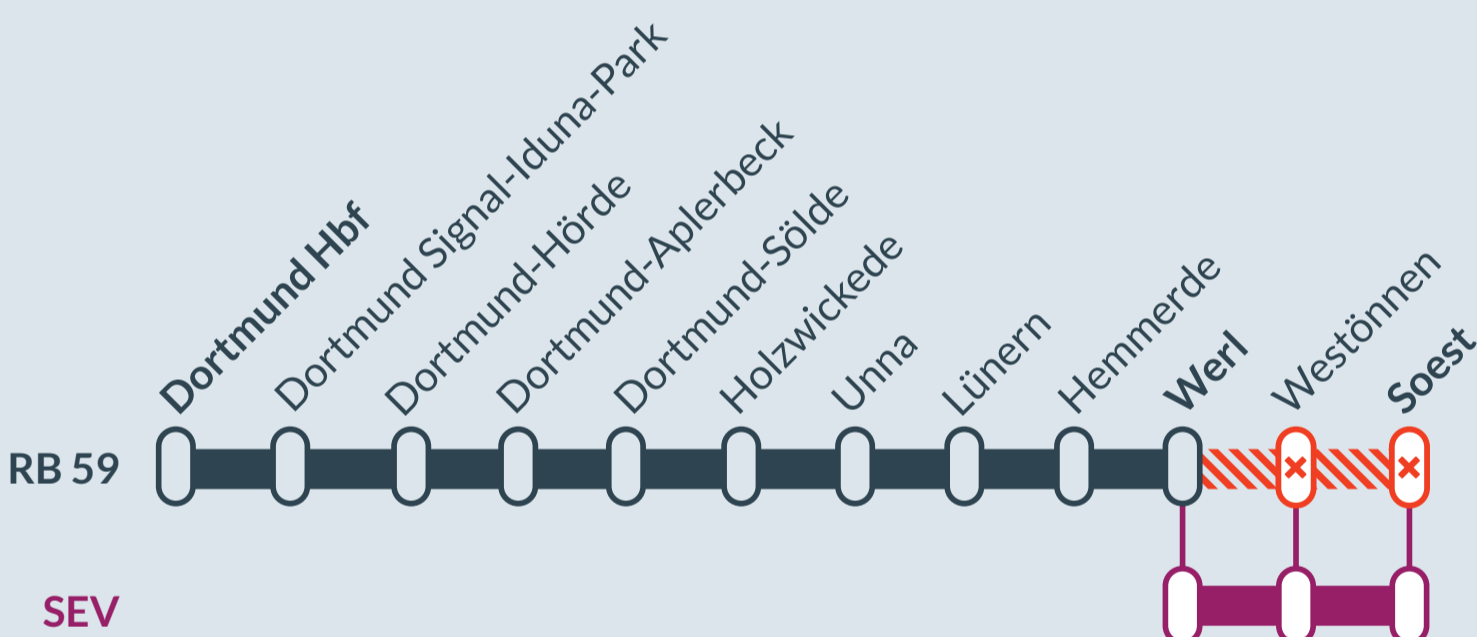 Dortmund Hbf
Dortmund Signal-Iduna-Park
Dortmund-Hörde
Dortmund-Aplerbeck
Dortmund-Sölde
Holzwickede
Unna
Lünern
Hemmerde
Werl
Westönnen
Soest
RB 59
SEV